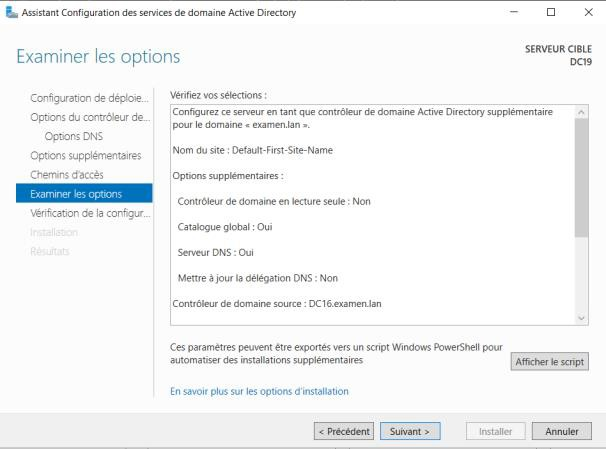 Assistant Configuration des services de domaine Active Directory
Examiner les options
SERVEUR CIBLE
DC19
Configuration de déploie...
Options du contrôleur de...
Options DNS
Options supplémentaires
Chemins d'accès
Examiner les options
Vérification de la configur...
Installation
Résultats
Vérifiez vos sélections :
Configurez ce serveur en tant que contrôleur de domaine Active Directory supplémentaire
pour le domaine « examen.lan ».
Nom du site : Default-First-Site-Name
Options supplémentaires :
Contrôleur de domaine en lecture seule : Non
Catalogue global : Oui
Serveur DNS : Oui
Mettre à jour la délégation DNS : Non
Contrôleur de domaine source : DC16.examen.lan
Ces paramètres peuvent être exportés vers un script Windows PowerShell pour
automatiser des installations supplémentaires
Afficher le script
En savoir plus sur les options d'installation
< Précédent
Suivant >
Installer
Annuler